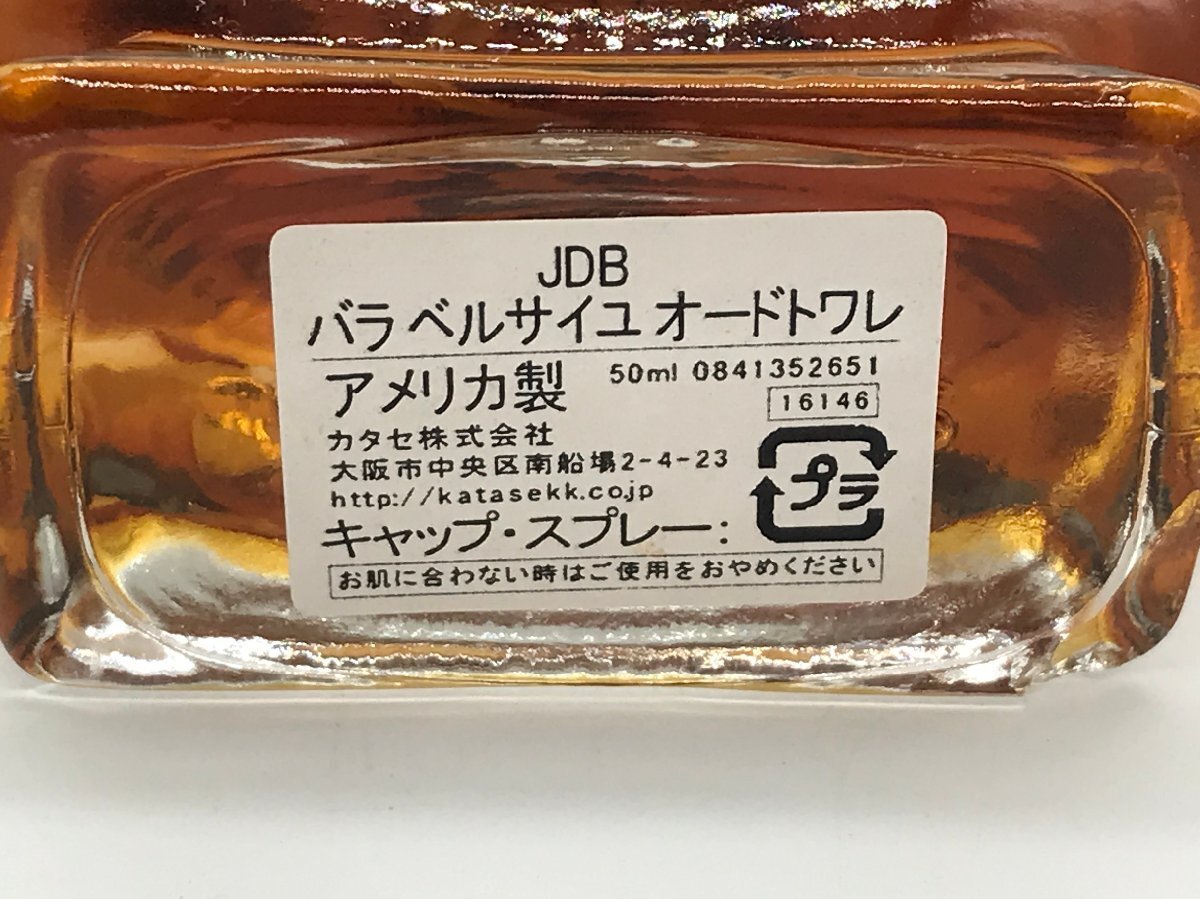 JDB
バラ ベルサイユ オードトワレ
アメリカ製 50ml 0841352651
16146
カタセ株式会社
大阪市中央区南船場2-4-23
http://katasekk.co.jp
プラ
キャップ・スプレー:
お肌に合わない時はご使用をおやめください